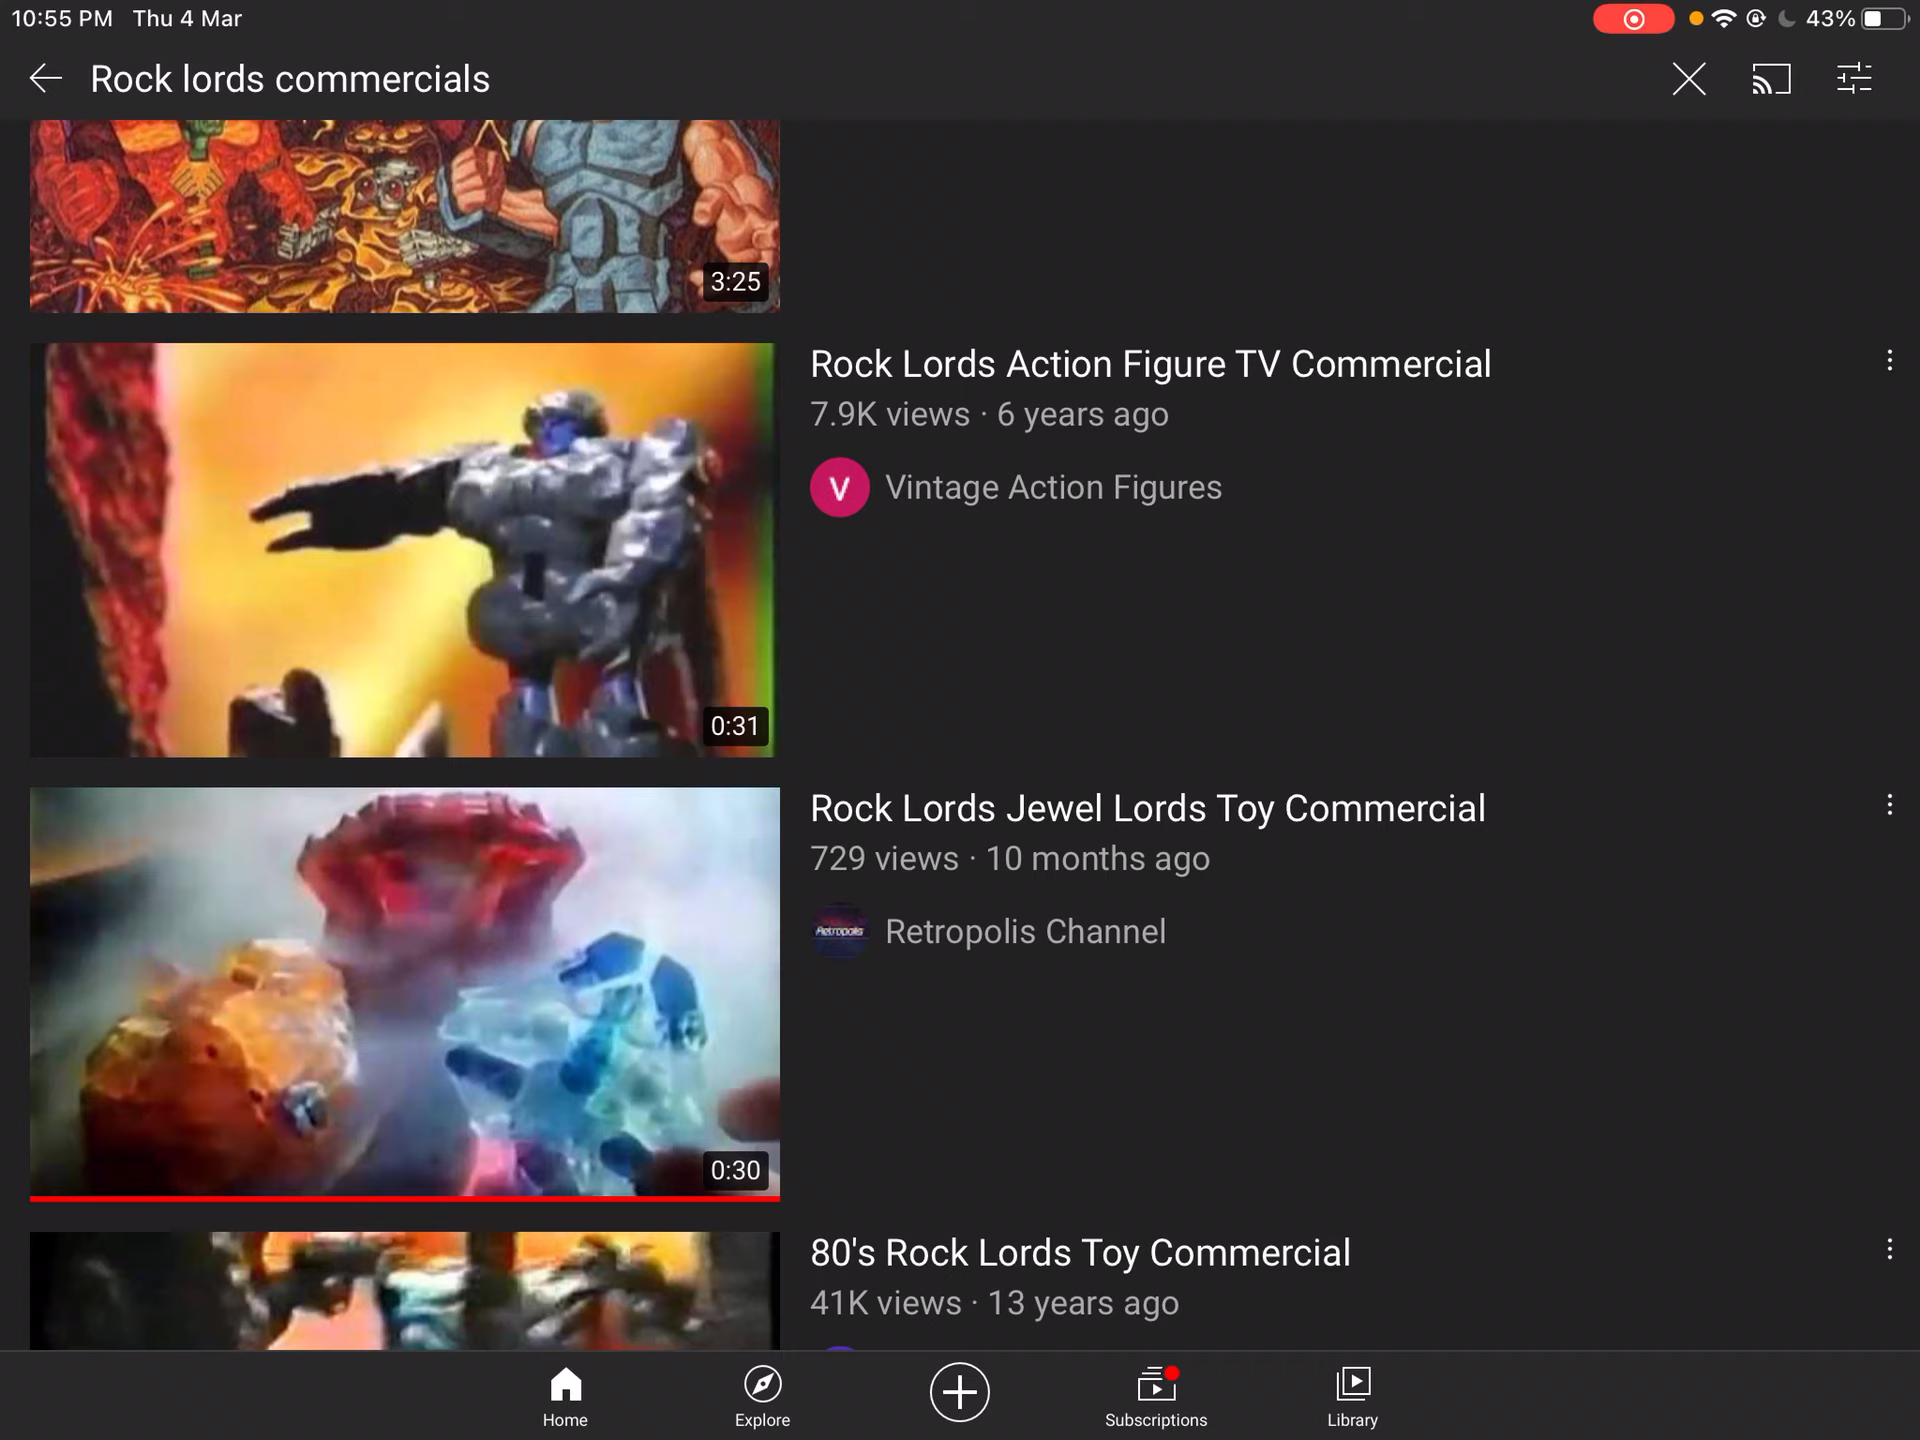 10:55 PM Thu 4 Mar
43%
Rock lords commercials
3:25
Rock Lords Action Figure TV Commercial
7.9K views · 6 years ago
V Vintage Action Figures
0:31
Rock Lords Jewel Lords Toy Commercial
729 views · 10 months ago
Retropolis Retropolis Channel
0:30
80's Rock Lords Toy Commercial
41K views · 13 years ago
Home Explore Subscriptions Library